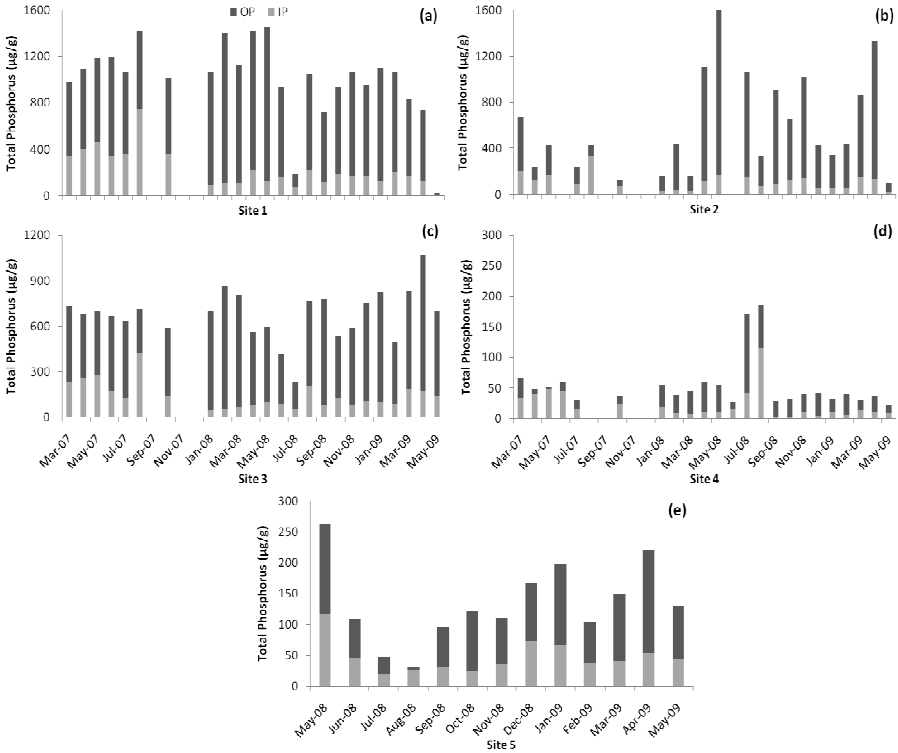 OP IP
(a)
Total Phosphorus (µg/g)
1600
1200
800
400
0
Site 1
(b)
Total Phosphorus (µg/g)
1600
1200
800
400
0
Site 2
(c)
Total Phosphorus (µg/g)
1200
900
600
300
0
Mar-07 May-07 Jul-07 Sep-07 Nov-07 Jan-08 Mar-08 May-08 Jul-08 Sep-08 Nov-08 Jan-09 Mar-09 May-09
Site 3
(d)
Total Phosphorus (µg/g)
300
250
200
150
100
50
0
Mar-07 May-07 Jul-07 Sep-07 Nov-07 Jan-08 Mar-08 May-08 Jul-08 Sep-08 Nov-08 Jan-09 Mar-09 May-09
Site 4
(e)
Total Phosphorus (µg/g)
300
250
200
150
100
50
0
May-08 Jun-08 Jul-08 Aug-08 Sep-08 Oct-08 Nov-08 Dec-08 Jan-09 Feb-09 Mar-09 Apr-09 May-09
Site 5